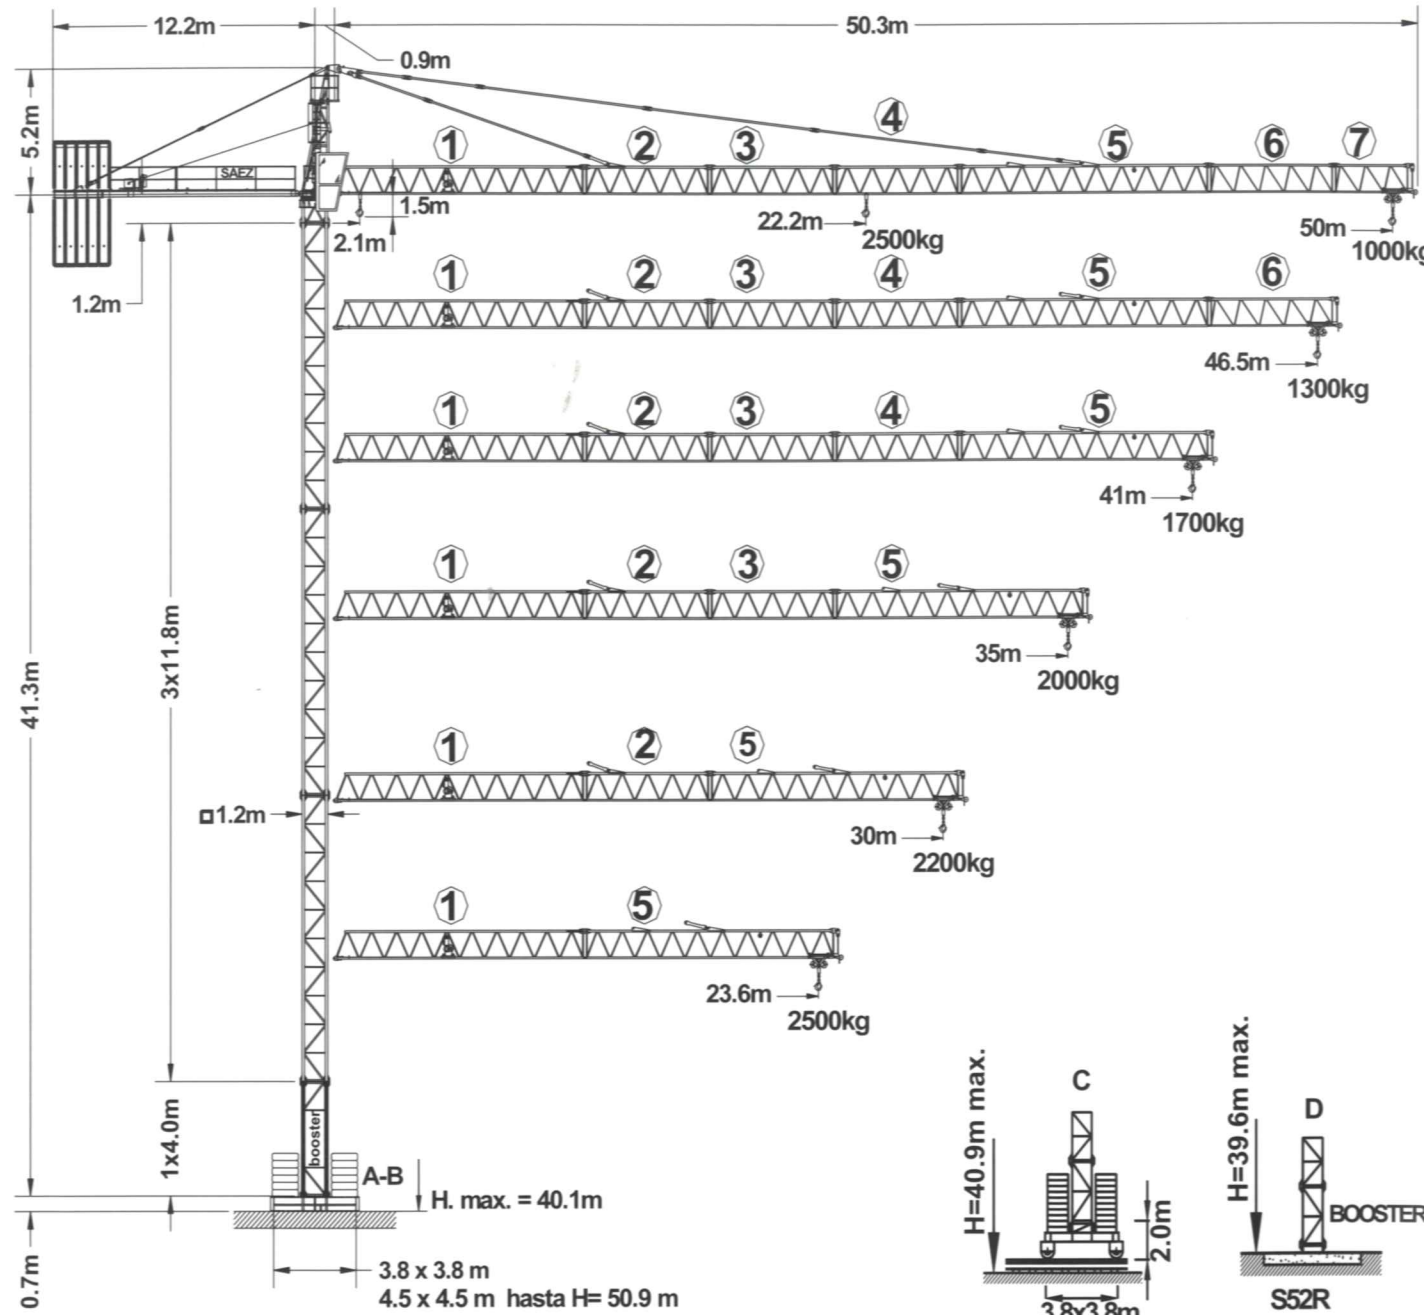 12.2m
50.3m
0.9m
5.2m
1 2 3 4 5 6 7
SAEZ
1.5m
2.1m
22.2m
2500kg
50m
1000kg
1.2m
1 2 3 4 5 6
46.5m
1300kg
1 2 3 4 5
41m
1700kg
1 2 3 5
35m
2000kg
3x11.8m
41.3m
1 2 5
□1.2m
30m
2200kg
1 5
23.6m
2500kg
1x4.0m
booster
A-B
H. max. = 40.1m
0.7m
3.8 x 3.8 m
4.5 x 4.5 m hasta H= 50.9 m
C
H=40.9m max.
2.0m
3.8x3.8m
D
H=39.6m max.
BOOSTER
S52R